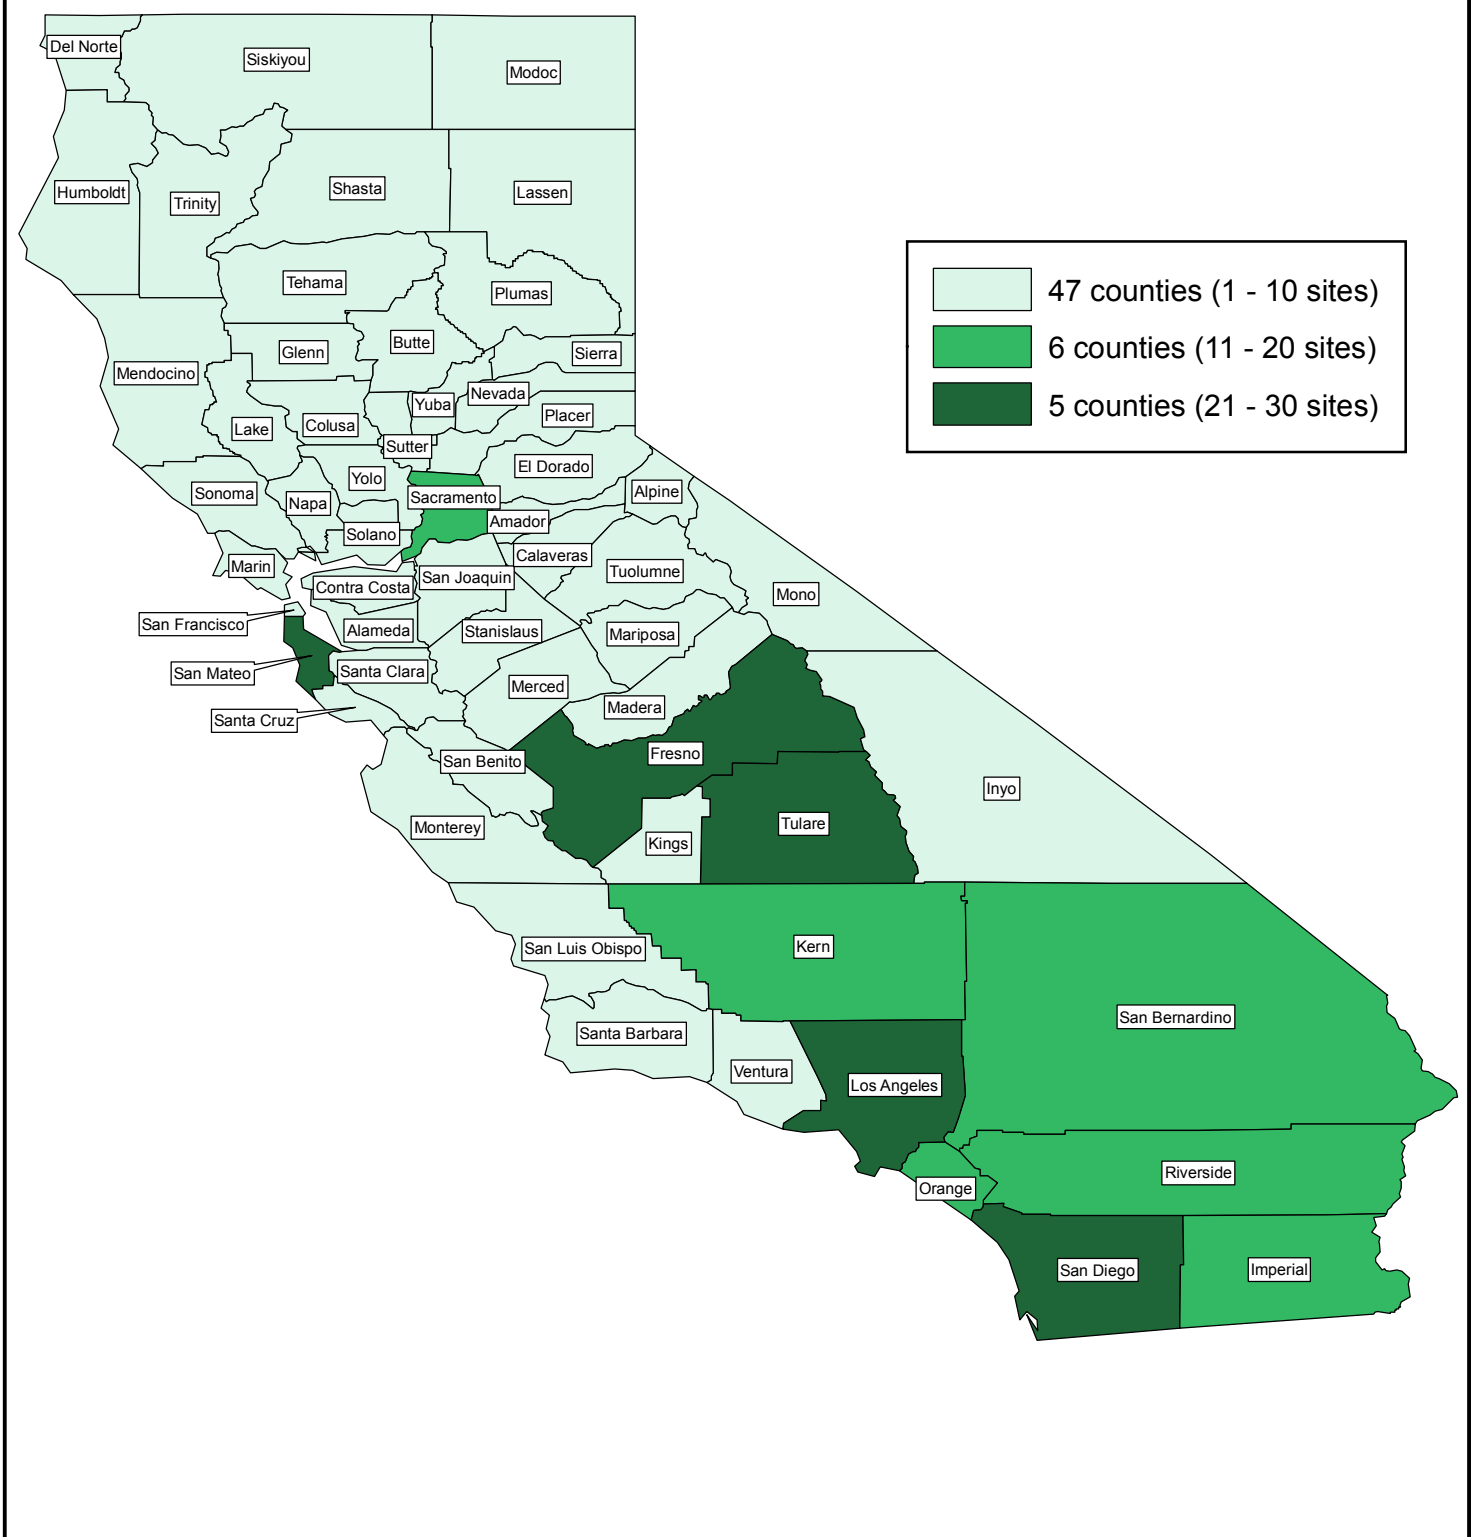 Del Norte
Siskiyou
Modoc
Humboldt
Trinity
Shasta
Lassen
Tehama
Plumas
47 counties (1 - 10 sites)
6 counties (11 - 20 sites)
5 counties (21 - 30 sites)
Butte
Glenn
Sierra
Mendocino
Nevada
Yuba
Placer
Colusa
Lake
Sutter
El Dorado
Yolo
Sonoma
Napa
Sacramento
Alpine
Amador
Solano
Calaveras
Marin
Contra Costa
San Joaquin
Tuolumne
Mono
San Francisco
Alameda
Stanislaus
Mariposa
San Mateo
Santa Clara
Merced
Madera
Santa Cruz
San Benito
Fresno
Inyo
Monterey
Kings
Tulare
San Luis Obispo
Kern
San Bernardino
Santa Barbara
Ventura
Los Angeles
Riverside
Orange
San Diego
Imperial